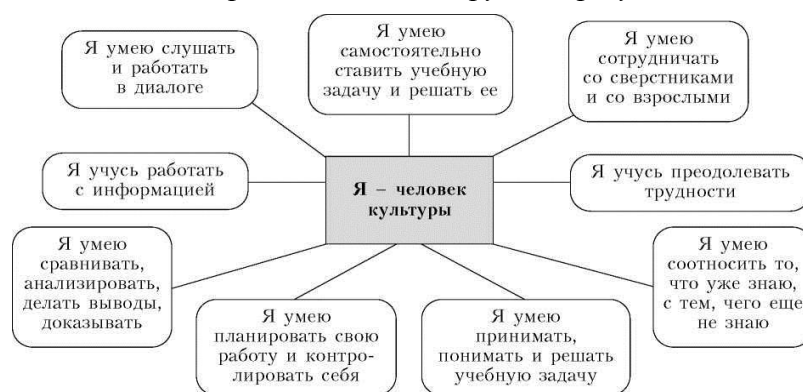 Я умею слушать
и работать
в диалоге
Я умею
самостоятельно
ставить учебную
задачу и решать ее
Я умею
сотрудничать
со сверстниками
и со взрослыми
Я учусь работать
с информацией
Я – человек
культуры
Я учусь преодолевать
трудности
Я умею
сравнивать,
анализировать,
делать выводы,
доказывать
Я умею
планировать свою
работу и контро-
лировать себя
Я умею
принимать,
понимать и решать
учебную задачу
Я умею
соотносить то,
что уже знаю,
с тем, чего еще
не знаю